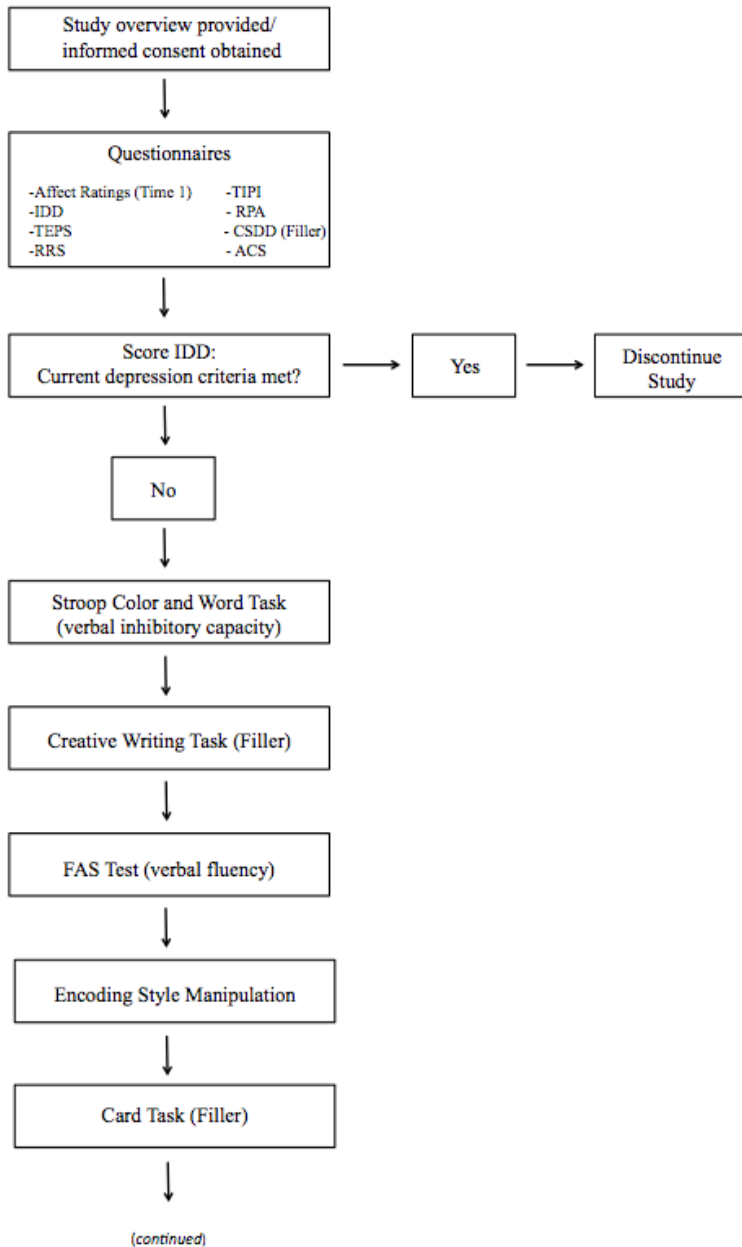 Study overview provided/
informed consent obtained
Questionnaires
-Affect Ratings (Time 1)
-IDD
-TEPS
-RRS
-TIPI
- RPA
- CSDD (Filler)
- ACS
Score IDD:
Current depression criteria met?
Yes
Discontinue
Study
No
Stroop Color and Word Task
(verbal inhibitory capacity)
Creative Writing Task (Filler)
FAS Test (verbal fluency)
Encoding Style Manipulation
Card Task (Filler)
(continued)